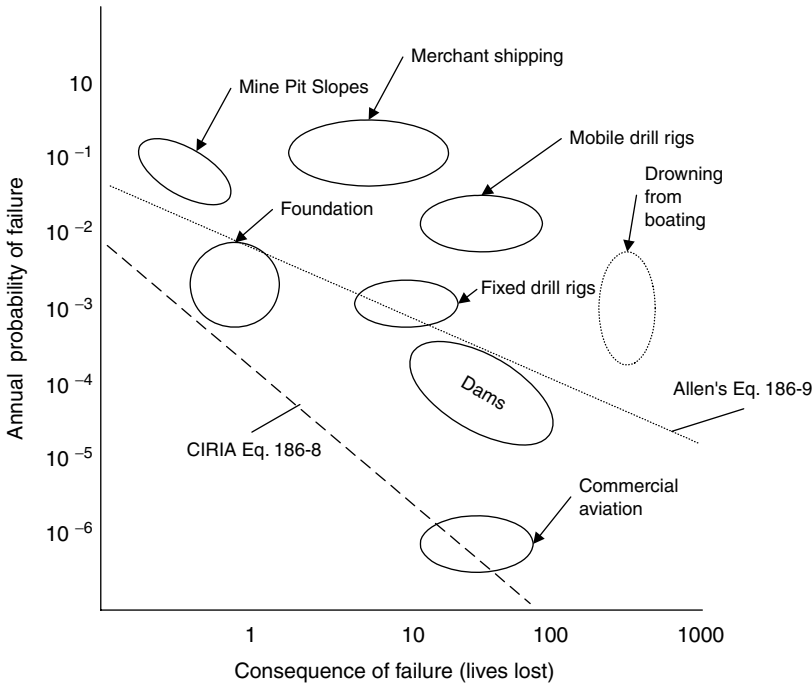 Merchant shipping
10
Mine Pit Slopes
Mobile drill rigs
10 –1
Drowning
from
boating
Foundation
10 –2
Fixed drill rigs
10 –3
10 –4
Dams
Allen's Eq. 186-9
CIRIA Eq. 186-8
10 –5
Commercial
aviation
10 –6
Annual probability of failure
1
10
100
1000
Consequence of failure (lives lost)